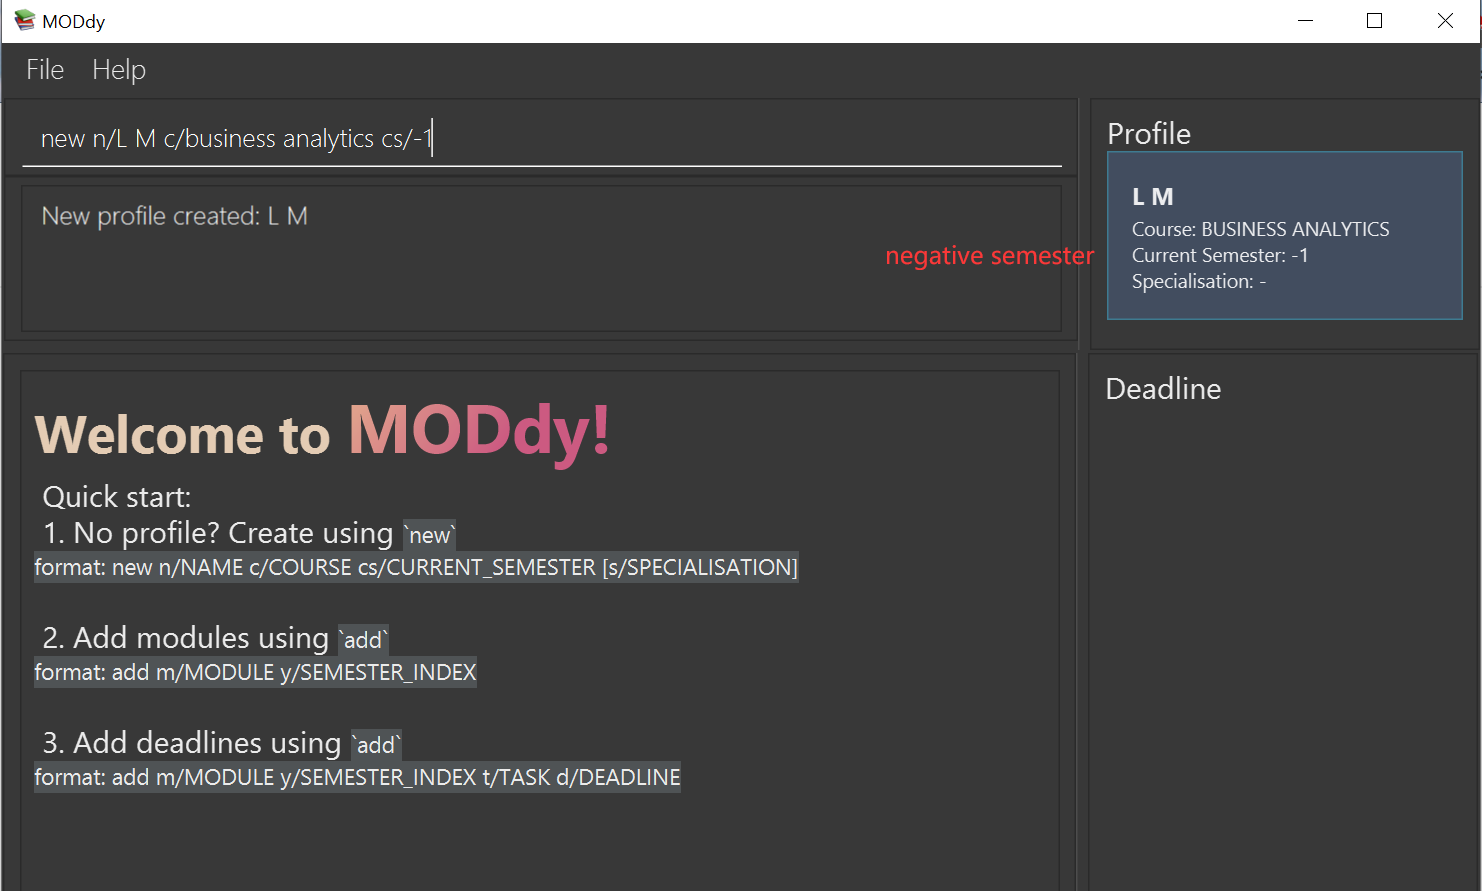 MODdy
File Help
new n/L M c/business analytics cs/-1
New profile created: L M
negative semester
Profile
L M
Course: BUSINESS ANALYTICS
Current Semester: -1
Specialisation: -
Welcome to MODdy!
Quick start:
1. No profile? Create using `new`
format: new n/NAME c/COURSE cs/CURRENT_SEMESTER [s/SPECIALISATION]
2. Add modules using `add`
format: add m/MODULE y/SEMESTER_INDEX
3. Add deadlines using `add`
format: add m/MODULE y/SEMESTER_INDEX t/TASK d/DEADLINE
Deadline